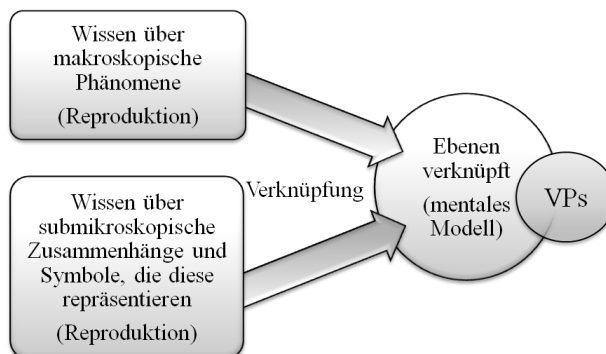 Wissen über
makroskopische
Phänomene
(Reproduktion)
Wissen über
submikroskopische
Zusammenhänge und
Symbole, die diese
repräsentieren
(Reproduktion)
Verknüpfung
Ebenen
verknüpft
(mentales
Modell)
VPs